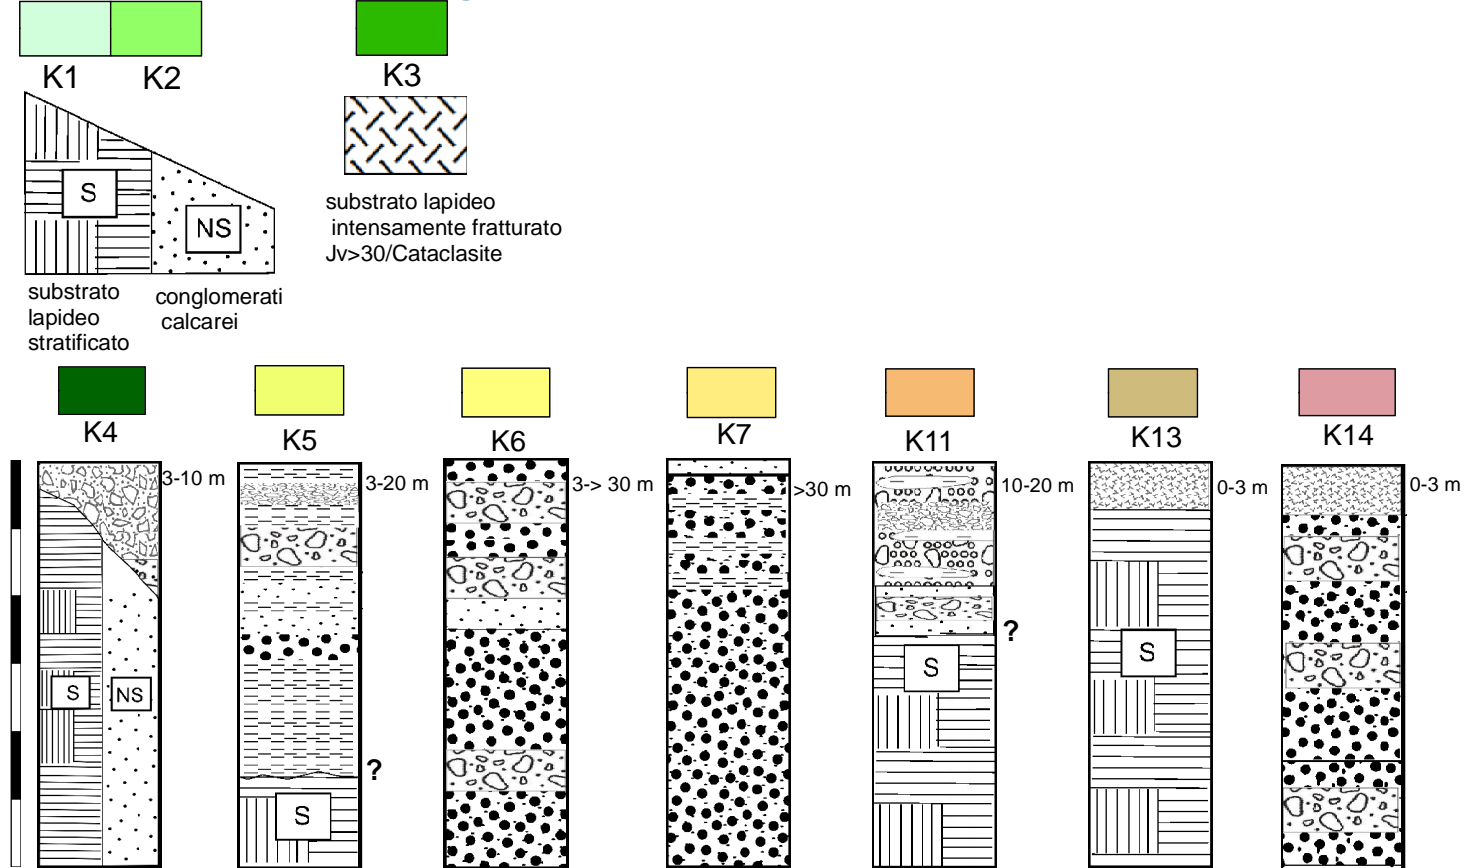 K1
K2
K3
S
NS
substrato
lapideo
stratificato
conglomerati
calcarei
substrato lapideo
intensamente fratturato
Jv>30/Cataclasite
K4
K5
K6
K7
K11
K13
K14
3-10 m
3-20 m
3-> 30 m
>30 m
10-20 m
0-3 m
0-3 m
S
NS
?
S
?
S
S